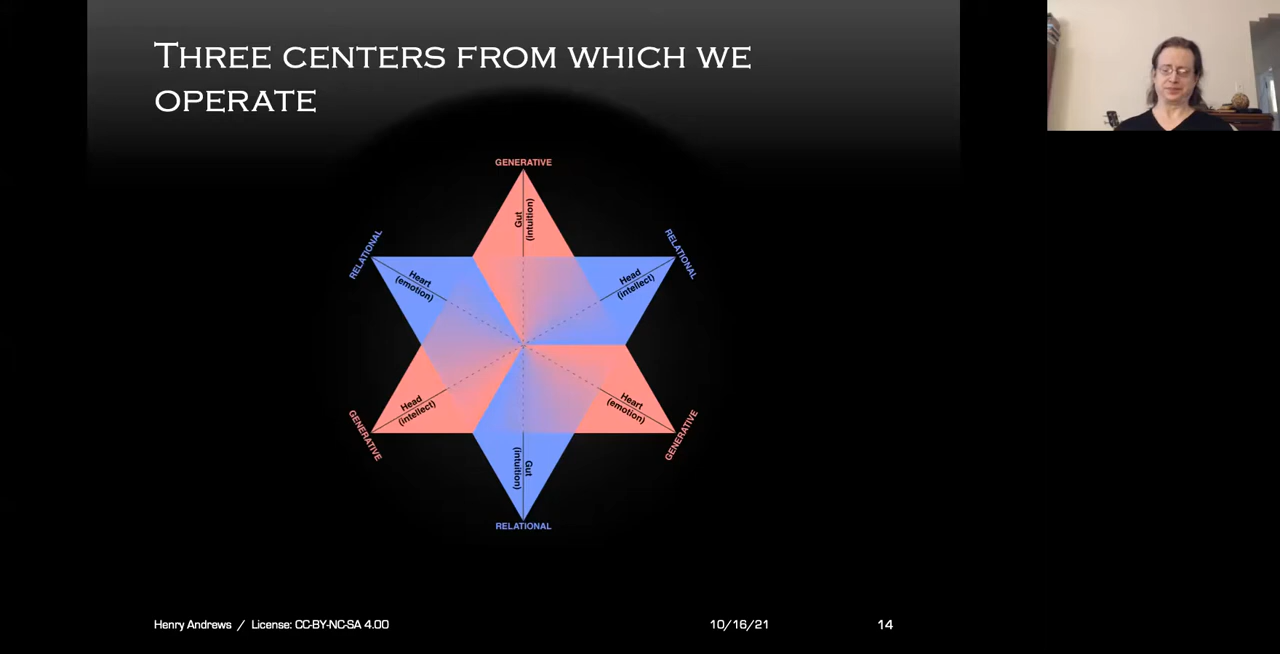 Three centers from which we
operate
GENERATIVE
Gut
(intuition)
RELATIONAL
Heart
(emotion)
RELATIONAL
Head
(intellect)
GENERATIVE
Head
(intellect)
GENERATIVE
Heart
(emotion)
Gut
(intuition)
RELATIONAL
Henry Andrews / License: CC-BY-NC-SA 4.00
10/16/21
14